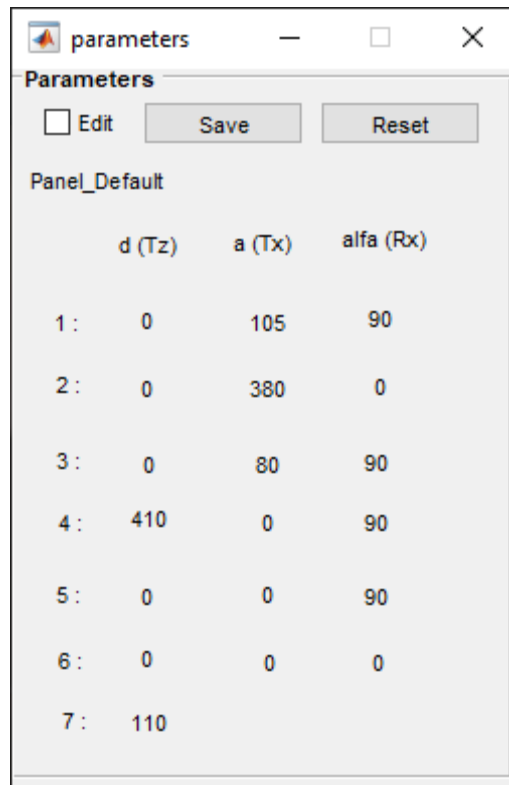 parameters
Parameters
Edit Save Reset
Panel_Default
d (Tz) a (Tx) alfa (Rx)
1 : 0 105 90
2 : 0 380 0
3 : 0 80 90
4 : 410 0 90
5 : 0 0 90
6 : 0 0 0
7 : 110